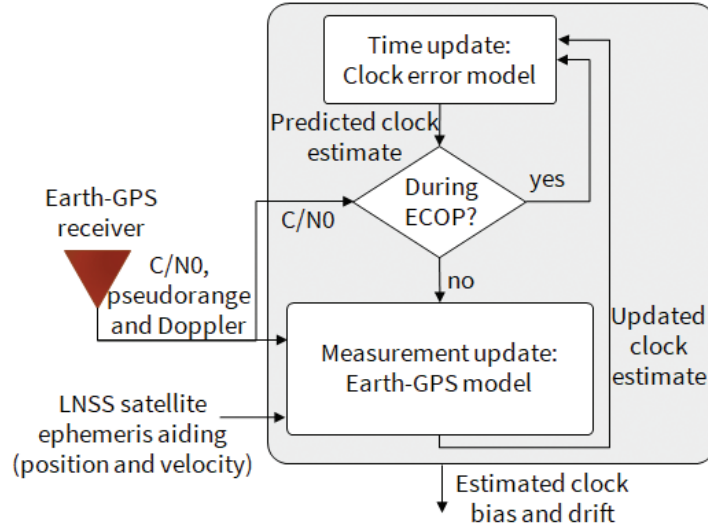 Time update:
Clock error model
Predicted clock
estimate
During
ECOP?
yes
no
Earth-GPS
receiver
C/N0
C/N0,
pseudorange
and Doppler
Measurement update:
Earth-GPS model
Updated
clock
estimate
LNSS satellite
ephemeris aiding
(position and velocity)
Estimated clock
bias and drift